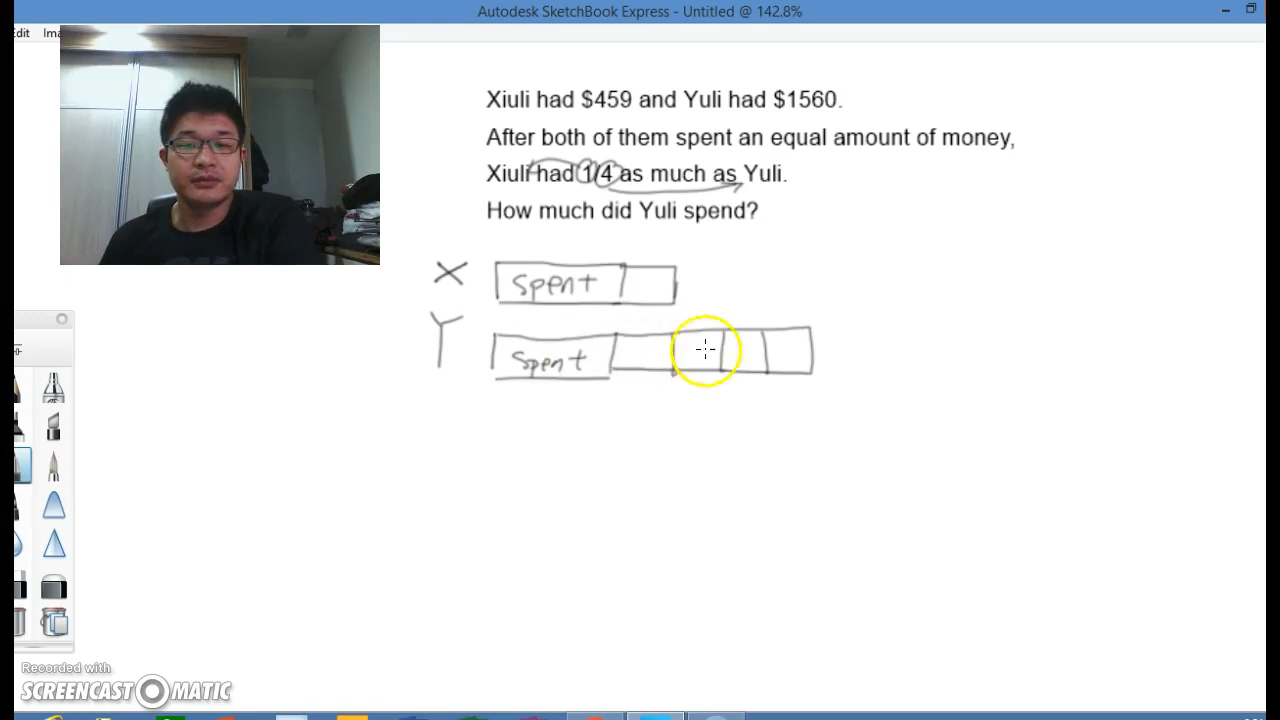 Autodesk SketchBook Express - Untitled @ 142.8%
dit Ima
Xiuli had $459 and Yuli had $1560.
After both of them spent an equal amount of money,
Xiuli had 1/4 as much as Yuli.
How much did Yuli spend?
X spent
Y spent
Recorded with
SCREENCAST O MATIC